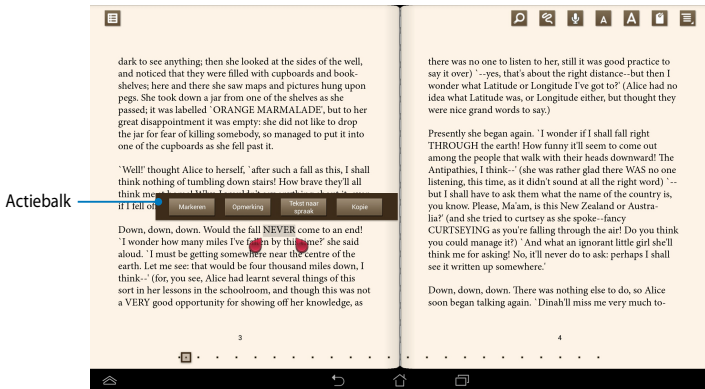 dark to see anything; then she looked at the sides of the well,
and noticed that they were filled with cupboards and book-
shelves; here and there she saw maps and pictures hung upon
pegs. She took down a jar from one of the shelves as she
passed; it was labelled `ORANGE MARMALADE', but to her
great disappointment it was empty: she did not like to drop
the jar for fear of killing somebody, so managed to put it into
one of the cupboards as she fell past it.
`Well!' thought Alice to herself, `after such a fall as this, I shall
think nothing of tumbling down stairs! How brave they'll all
think
if I fell of
Actiebalk
Markeren
Opmerking
Tekst naar
spraak
Kopie
Down, down, down. Would the fall NEVER come to an end!
`I wonder how many miles I've fallen by this time?' she said
aloud. `I must be getting somewhere near the centre of the
earth. Let me see: that would be four thousand miles down, I
think--' (for, you see, Alice had learnt several things of this
sort in her lessons in the schoolroom, and though this was not
a VERY good opportunity for showing off her knowledge, as
3
there was no one to listen to her, still it was good practice to
say it over) `--yes, that's about the right distance--but then I
wonder what Latitude or Longitude I've got to?' (Alice had no
idea what Latitude was, or Longitude either, but thought they
were nice grand words to say.)
Presently she began again. `I wonder if I shall fall right
THROUGH the earth! How funny it'll seem to come out
among the people that walk with their heads downward! The
Antipathies, I think--' (she was rather glad there WAS no one
listening, this time, as it didn't sound at all the right word) `--
but I shall have to ask them what the name of the country is,
you know. Please, Ma'am, is this New Zealand or Austra-
lia?' (and she tried to curtsey as she spoke--fancy
CURTSEYING as you're falling through the air! Do you think
you could manage it?) `And what an ignorant little girl she'll
think me for asking! No, it'll never do to ask: perhaps I shall
see it written up somewhere.'
Down, down, down. There was nothing else to do, so Alice
soon began talking again. `Dinah'll miss me very much to-
4
A A